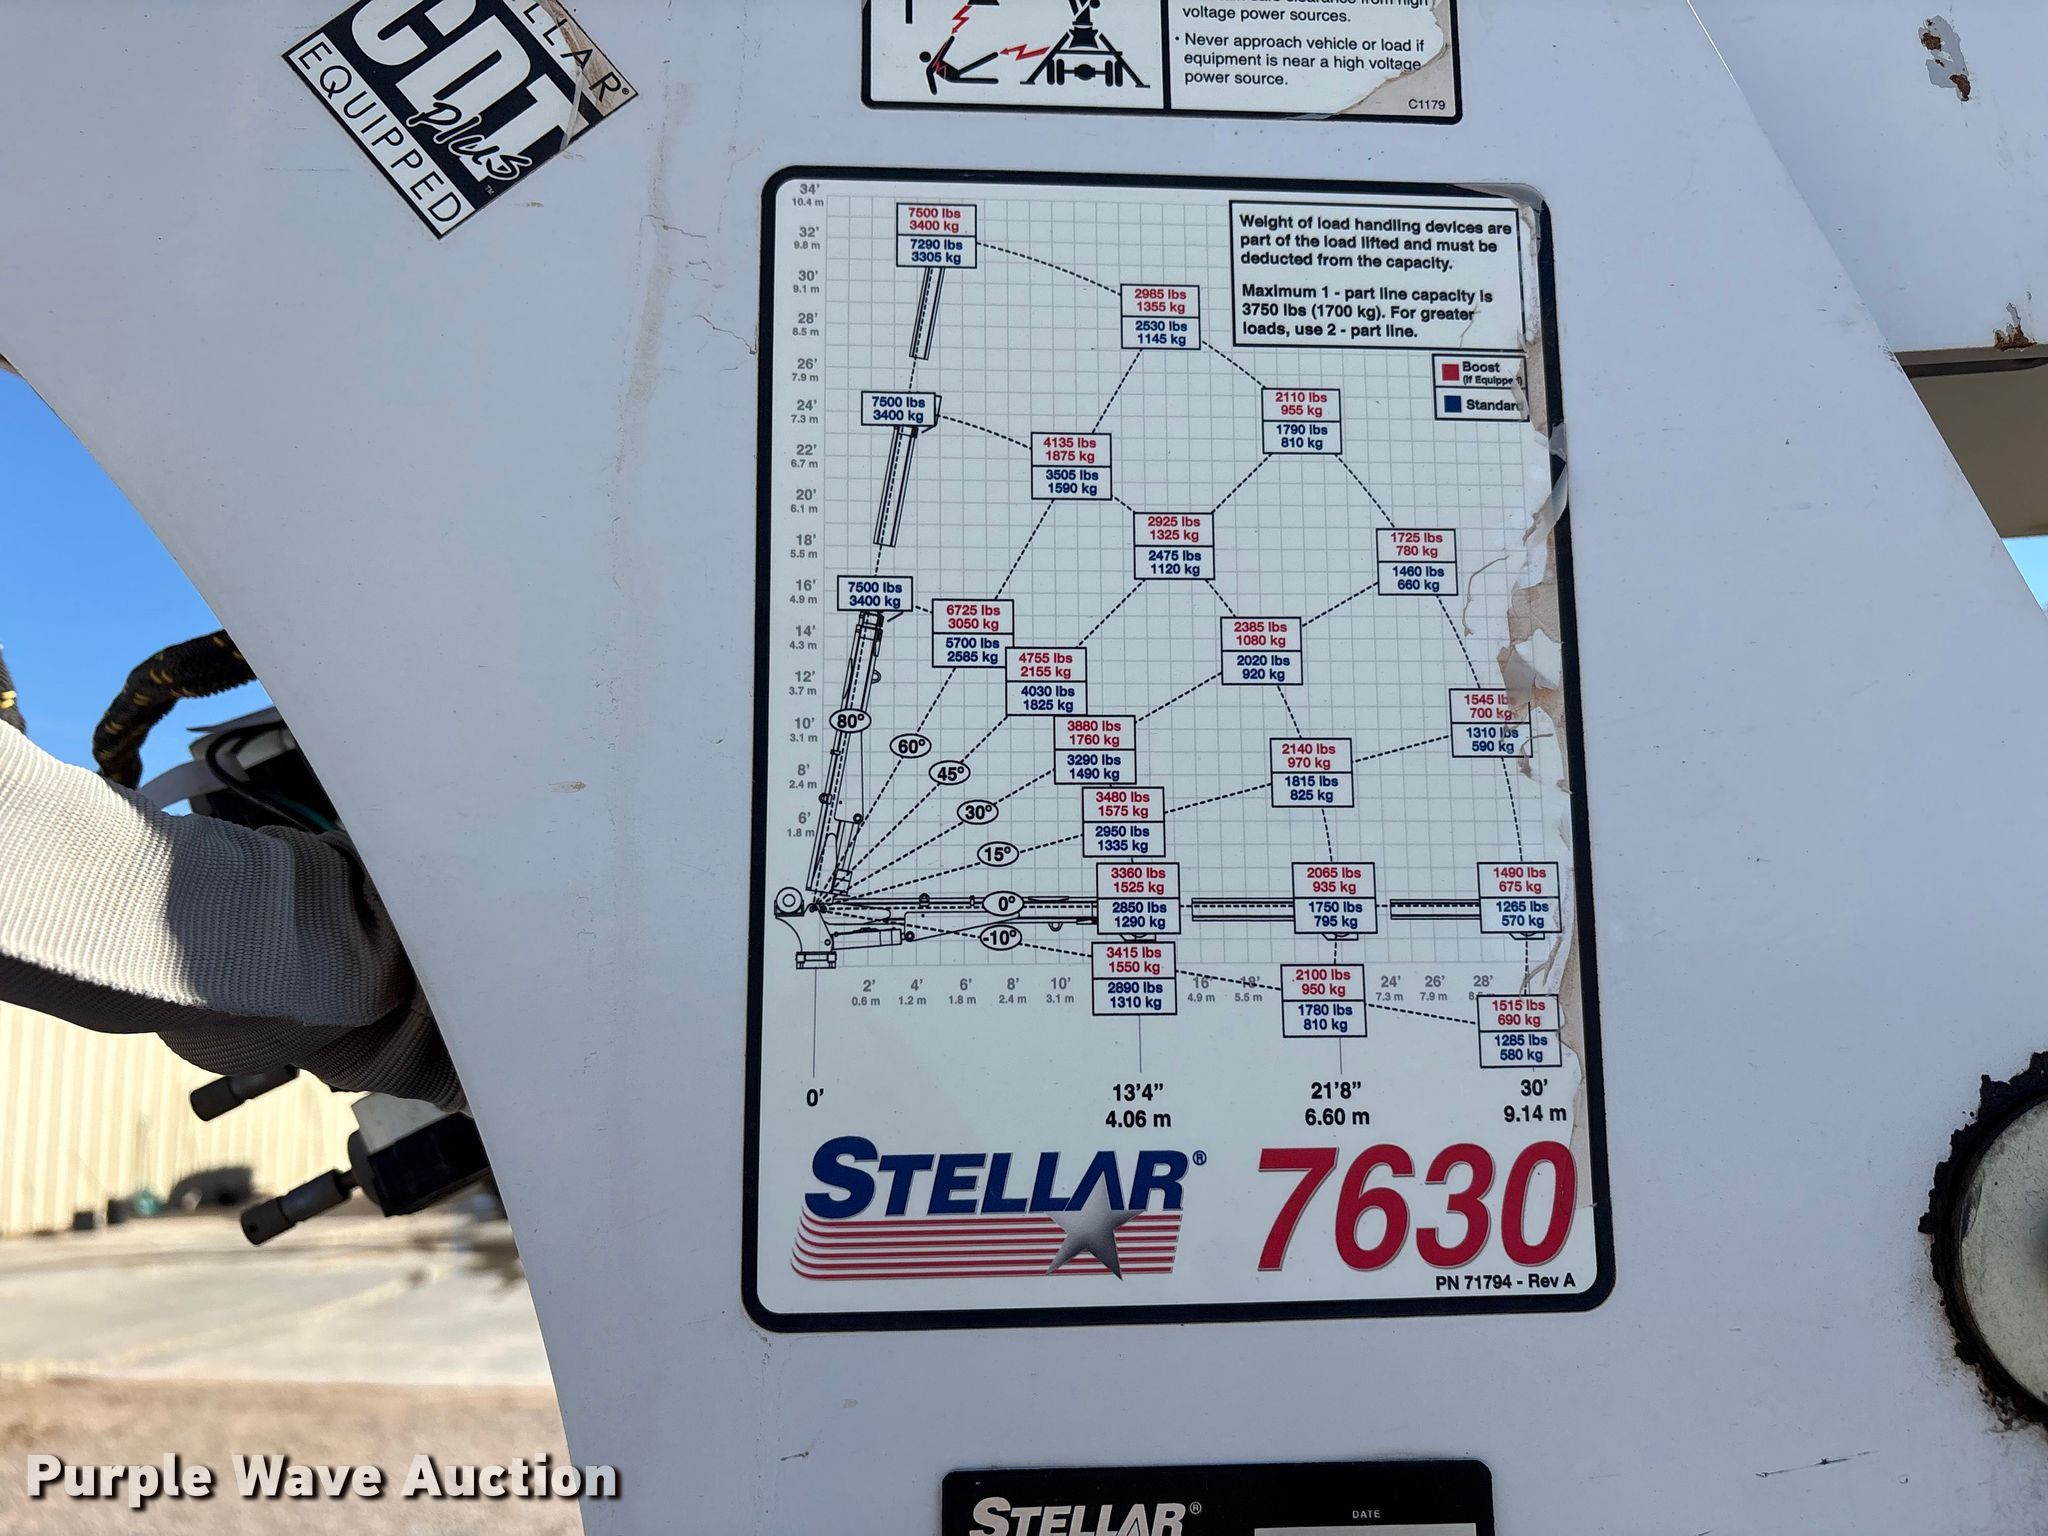 EQUIPPED
CDT
plus
TM
voltage power sources.
• Never approach vehicle or load if
equipment is near a high voltage
power source.
C1179
34'
10.4 m
32'
9.8 m
30'
9.1 m
28'
8.5 m
26'
7.9 m
24'
7.3 m
22'
6.7 m
20'
6.1 m
18'
5.5 m
16'
4.9 m
14'
4.3 m
12'
3.7 m
10'
3.1 m
8'
2.4 m
6'
1.8 m
Weight of load handling devices are
part of the load lifted and must be
deducted from the capacity.
Maximum 1 - part line capacity is
3750 lbs (1700 kg). For greater
loads, use 2 - part line.
Boost
(If Equipped)
Standard
7500 lbs
3400 kg
7290 lbs
3305 kg
2985 lbs
1355 kg
2530 lbs
1145 kg
2110 lbs
955 kg
1790 lbs
810 kg
7500 lbs
3400 kg
4135 lbs
1875 kg
3505 lbs
1590 kg
2925 lbs
1325 kg
2475 lbs
1120 kg
1725 lbs
780 kg
1460 lbs
660 kg
7500 lbs
3400 kg
6725 lbs
3050 kg
5700 lbs
2585 kg
4755 lbs
2155 kg
4030 lbs
1825 kg
2385 lbs
1080 kg
2020 lbs
920 kg
3880 lbs
1760 kg
3290 lbs
1490 kg
1545 lbs
700 kg
1310 lbs
590 kg
2140 lbs
970 kg
1815 lbs
825 kg
3480 lbs
1575 kg
2950 lbs
1335 kg
3360 lbs
1525 kg
2850 lbs
1290 kg
2065 lbs
935 kg
1750 lbs
795 kg
1490 lbs
675 kg
1265 lbs
570 kg
3415 lbs
1550 kg
2890 lbs
1310 kg
2100 lbs
950 kg
1780 lbs
810 kg
1515 lbs
690 kg
1285 lbs
580 kg
80°
60°
45°
30°
15°
0°
-10°
2' 4' 6' 8' 10' 16' 18' 24' 26' 28'
0.6 m 1.2 m 1.8 m 2.4 m 3.1 m 4.9 m 5.5 m 7.3 m 7.9 m
0' 13'4" 21'8" 30'
4.06 m 6.60 m 9.14 m
STELLAR® 7630
PN 71794 - Rev A
STELLAR®
DATE
Purple Wave Auction